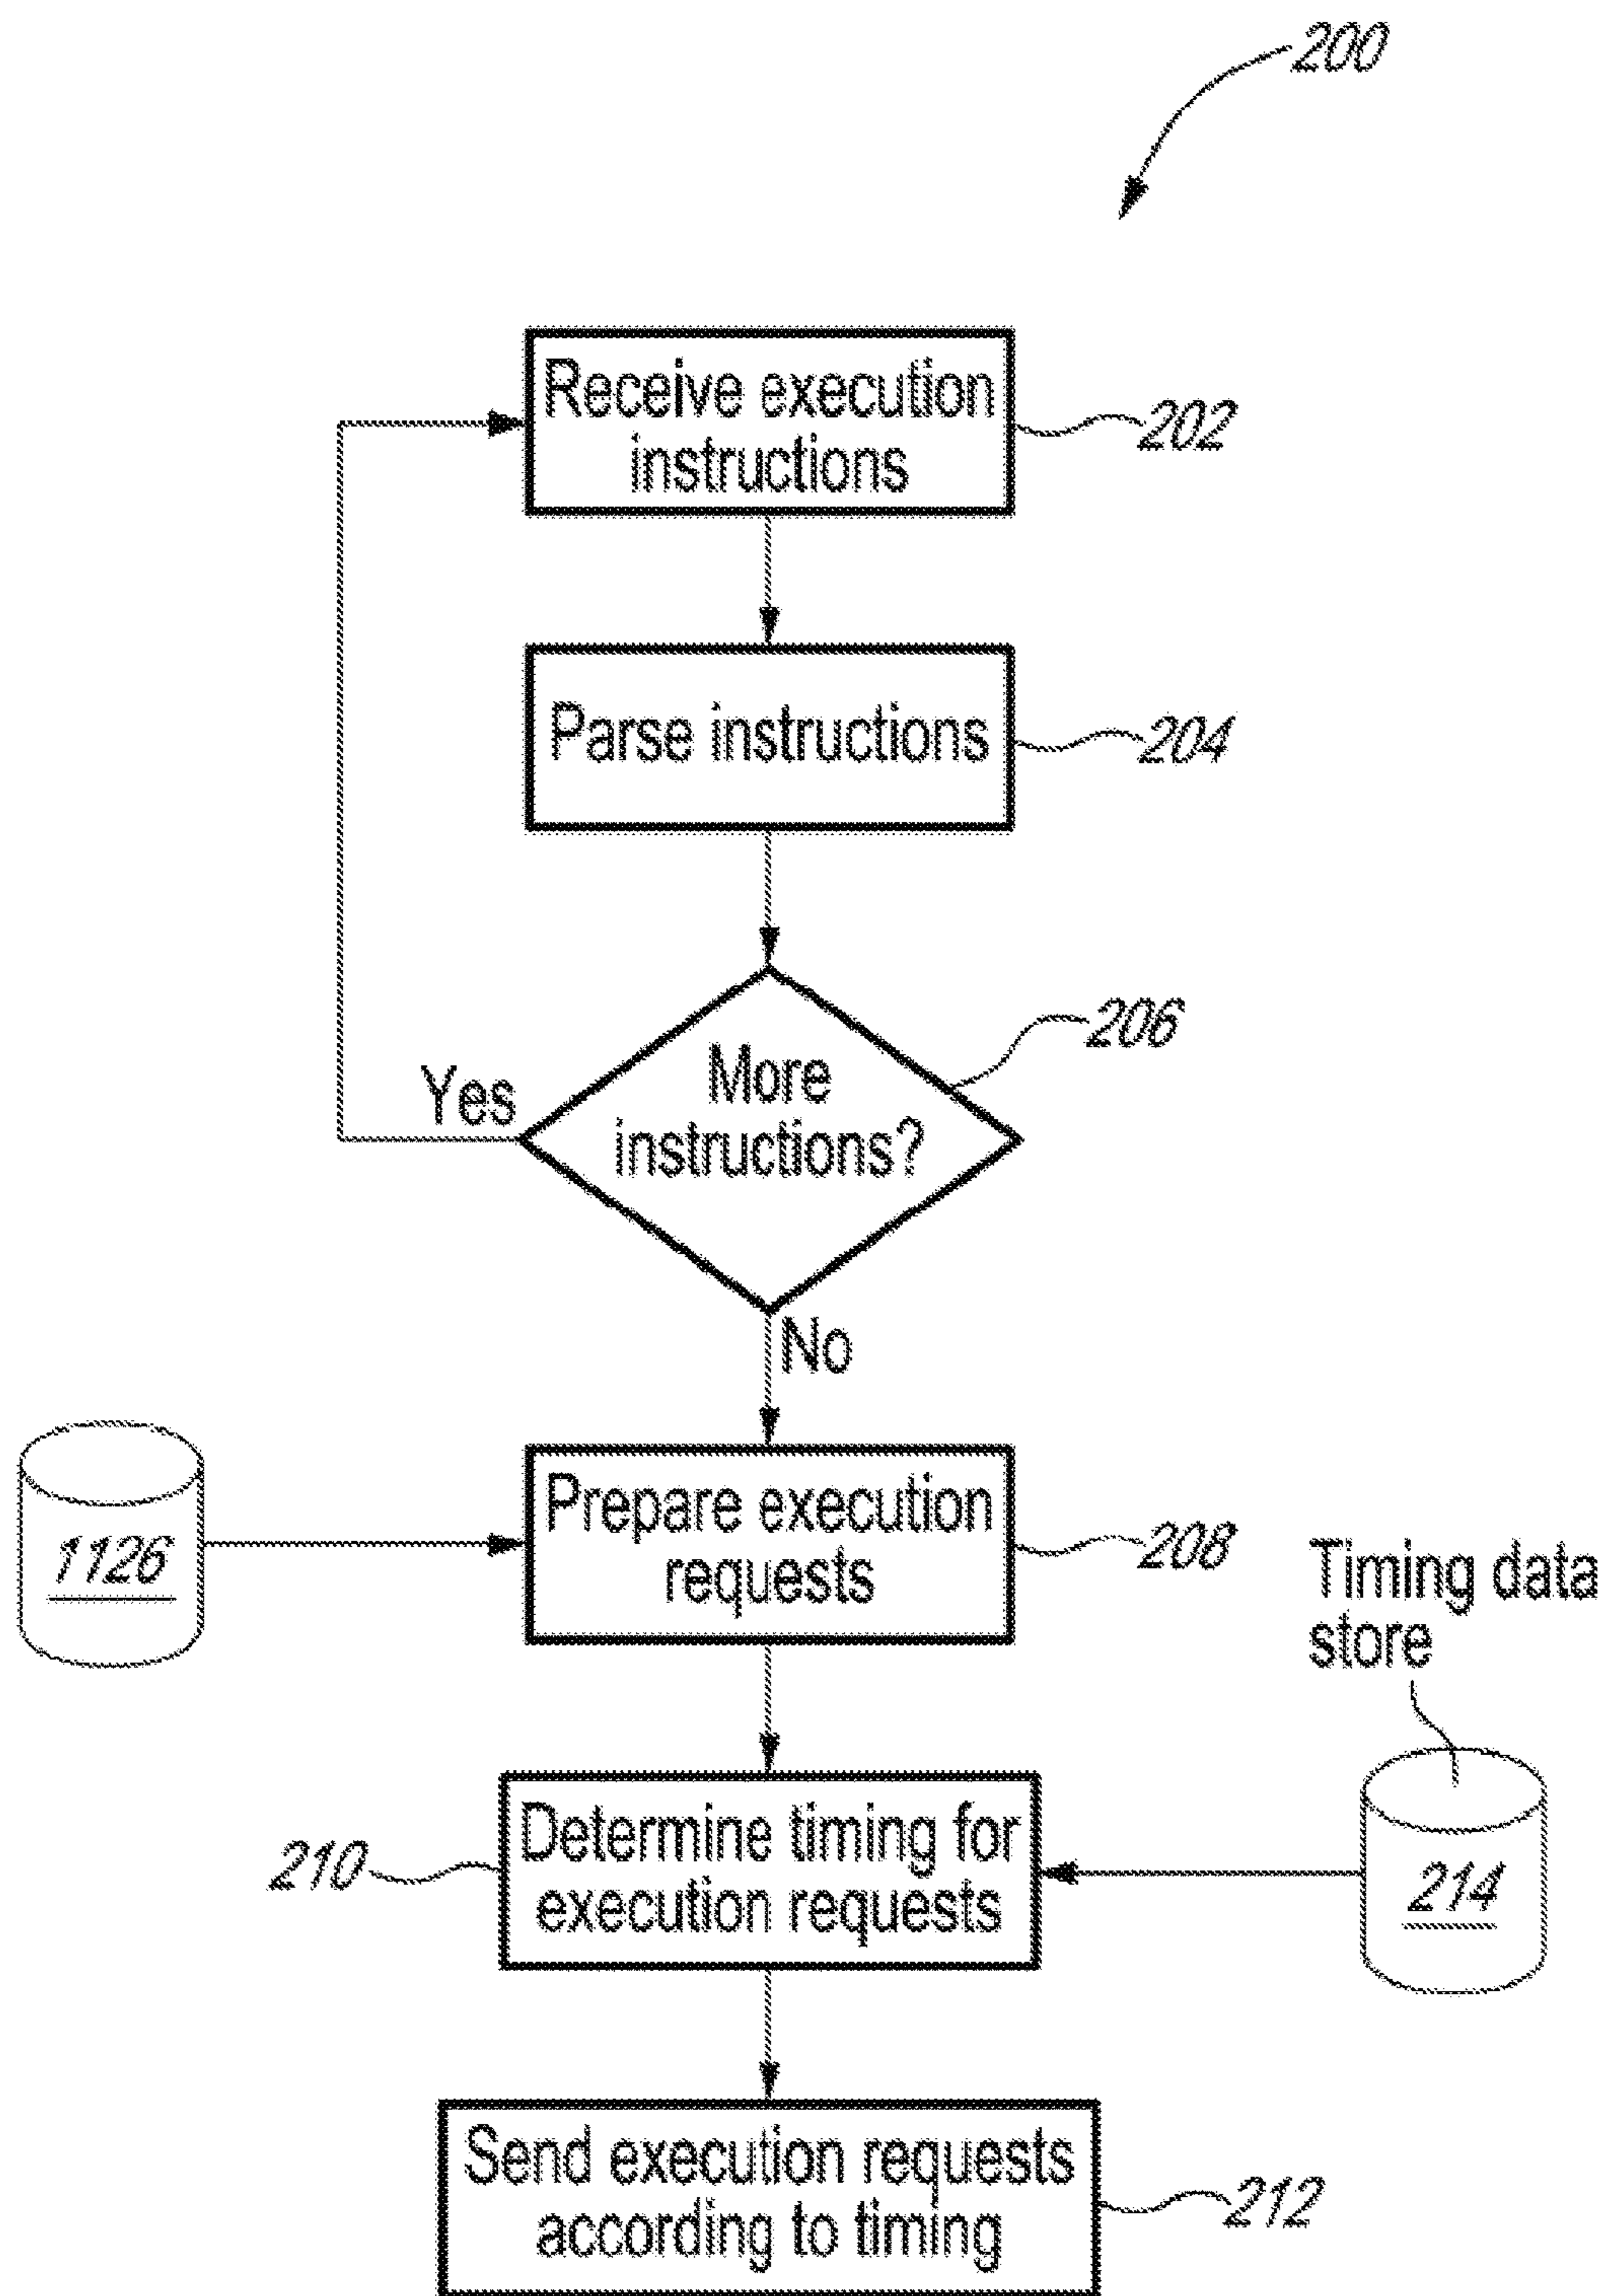 200
Receive execution
instructions
202
Parse instructions
204
206
More
instructions?
Yes
No
1126
Prepare execution
requests
208
Timing data
store
214
210
Determine timing for
execution requests
Send execution requests
according to timing
212